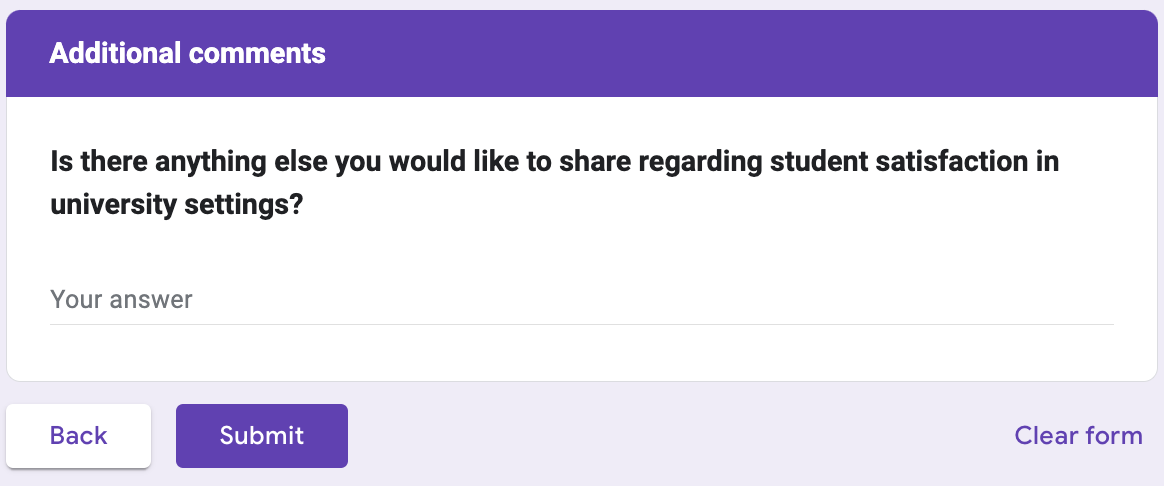 Additional comments
Is there anything else you would like to share regarding student satisfaction in
university settings?
Your answer
Back
Submit
Clear form